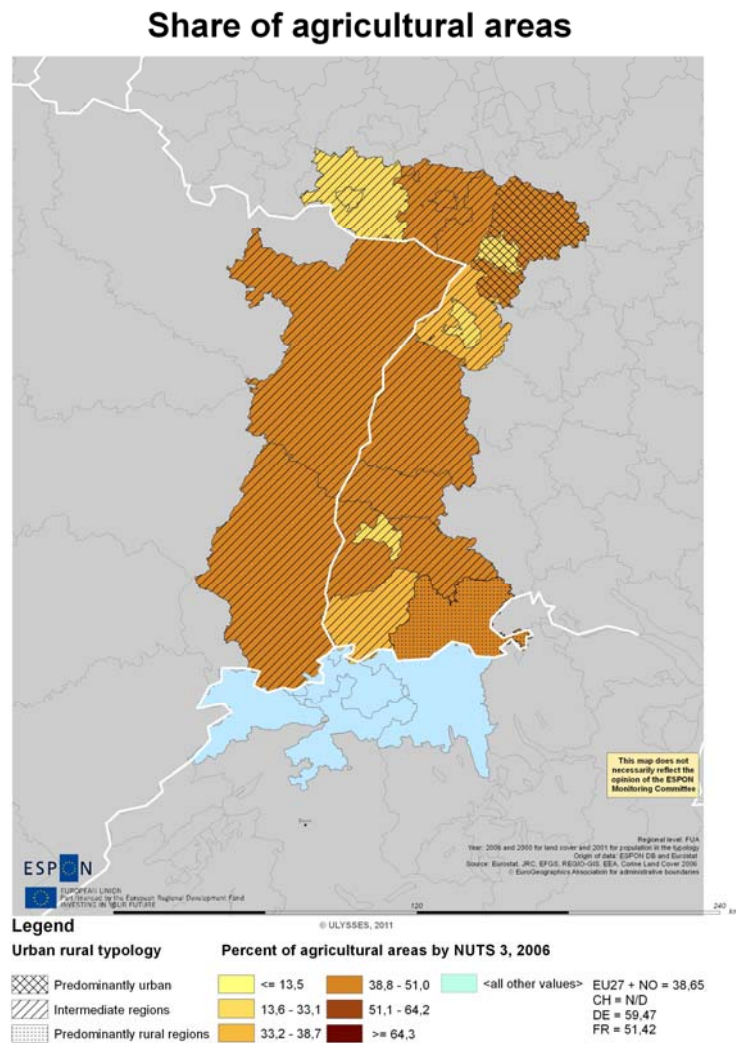 Share of agricultural areas
This map does not
necessarily reflect the
opinion of the ESPON
Monitoring Committee
Regional level: FUA
Year: 2006 and 2000 for land cover and 2001 for population in the typology
Origin of data: ESPON DB and Eurostat
Source: Eurostat, JRC, EFGS, REGIO-GIS, EEA, Corine Land Cover 2006
© EuroGeographics Association for administrative boundaries
ESPON
EUROPEAN UNION
Part-financed by the European Regional Development Fund
INVESTING IN YOUR FUTURE
120
240
km
Legend
© ULYSSES, 2011
Urban rural typology
Percent of agricultural areas by NUTS 3, 2006
Predominantly urban
Intermediate regions
Predominantly rural regions
<= 13,5
13,6 - 33,1
33,2 - 38,7
38,8 - 51,0
51,1 - 64,2
>= 64,3
<all other values>
EU27 + NO = 38,65
CH = N/D
DE = 59,47
FR = 51,42